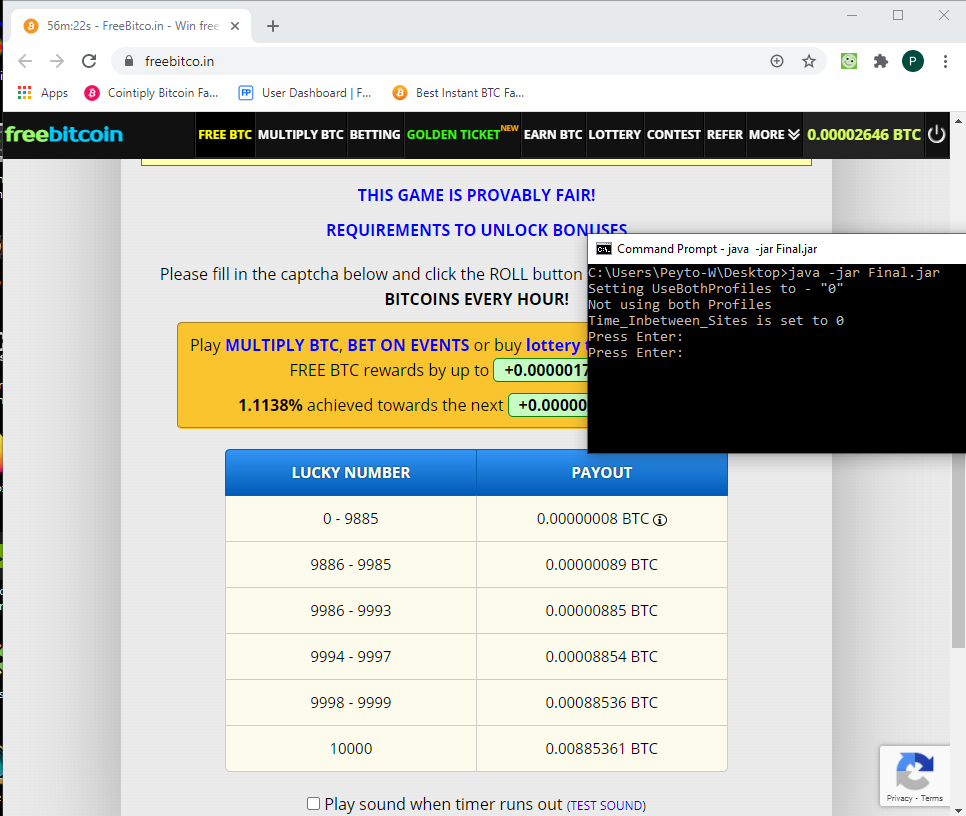 56m:22s - FreeBitco.in - Win free
freebitco.in
P
Apps
Cointiply Bitcoin Fa...
FP
User Dashboard | F...
Best Instant BTC Fa...
freebitcoin
FREE BTC MULTIPLY BTC BETTING GOLDEN TICKET NEW EARN BTC LOTTERY CONTEST REFER MORE 0.00002646 BTC
THIS GAME IS PROVABLY FAIR!
REQUIREMENTS TO UNLOCK BONUSES
Please fill in the captcha below and click the ROLL button
BITCOINS EVERY HOUR!
Play MULTIPLY BTC, BET ON EVENTS or buy lottery
FREE BTC rewards by up to +0.0000017
1.1138% achieved towards the next +0.00000
Command Prompt - java -jar Final.jar
C:\Users\Peyto-W\Desktop>java -jar Final.jar
Setting UseBothProfiles to - "0"
Not using both Profiles
Time_Inbetween_Sites is set to 0
Press Enter:
Press Enter:
LUCKY NUMBER PAYOUT
0 - 9885 0.00000008 BTC
9886 - 9985 0.00000089 BTC
9986 - 9993 0.00000885 BTC
9994 - 9997 0.00008854 BTC
9998 - 9999 0.00088536 BTC
10000 0.00885361 BTC
Play sound when timer runs out (TEST SOUND)
Privacy - Terms